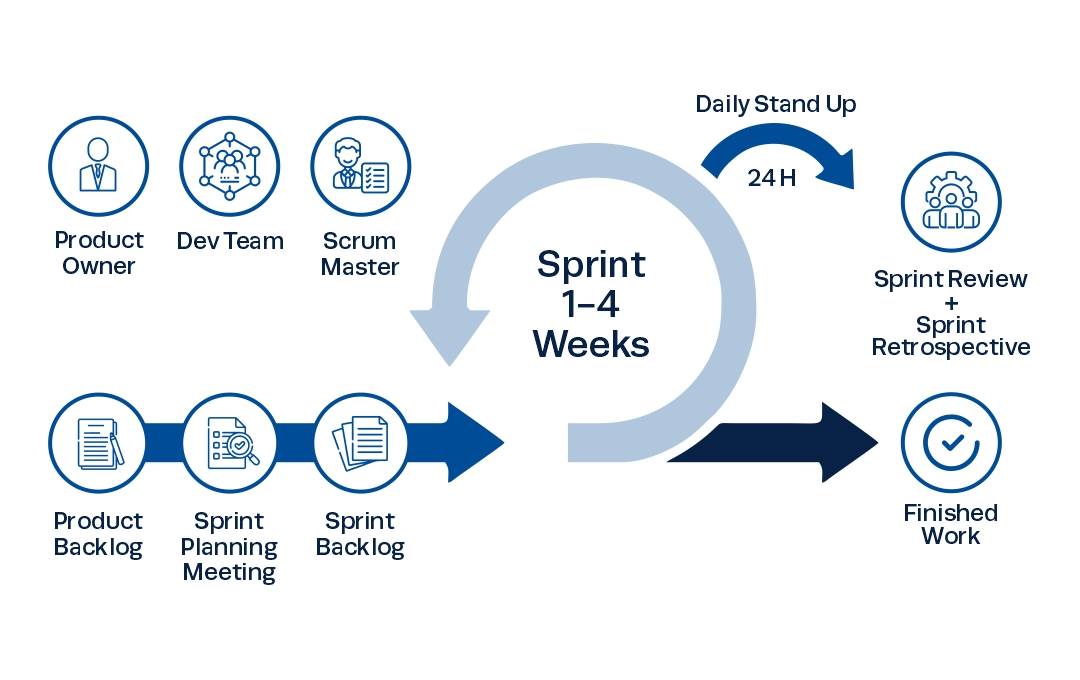 Daily Stand Up
24 H
Product
Owner
Dev Team
Scrum
Master
Sprint
1–4
Weeks
Sprint Review
+
Sprint
Retrospective
Product
Backlog
Sprint
Planning
Meeting
Sprint
Backlog
Finished
Work